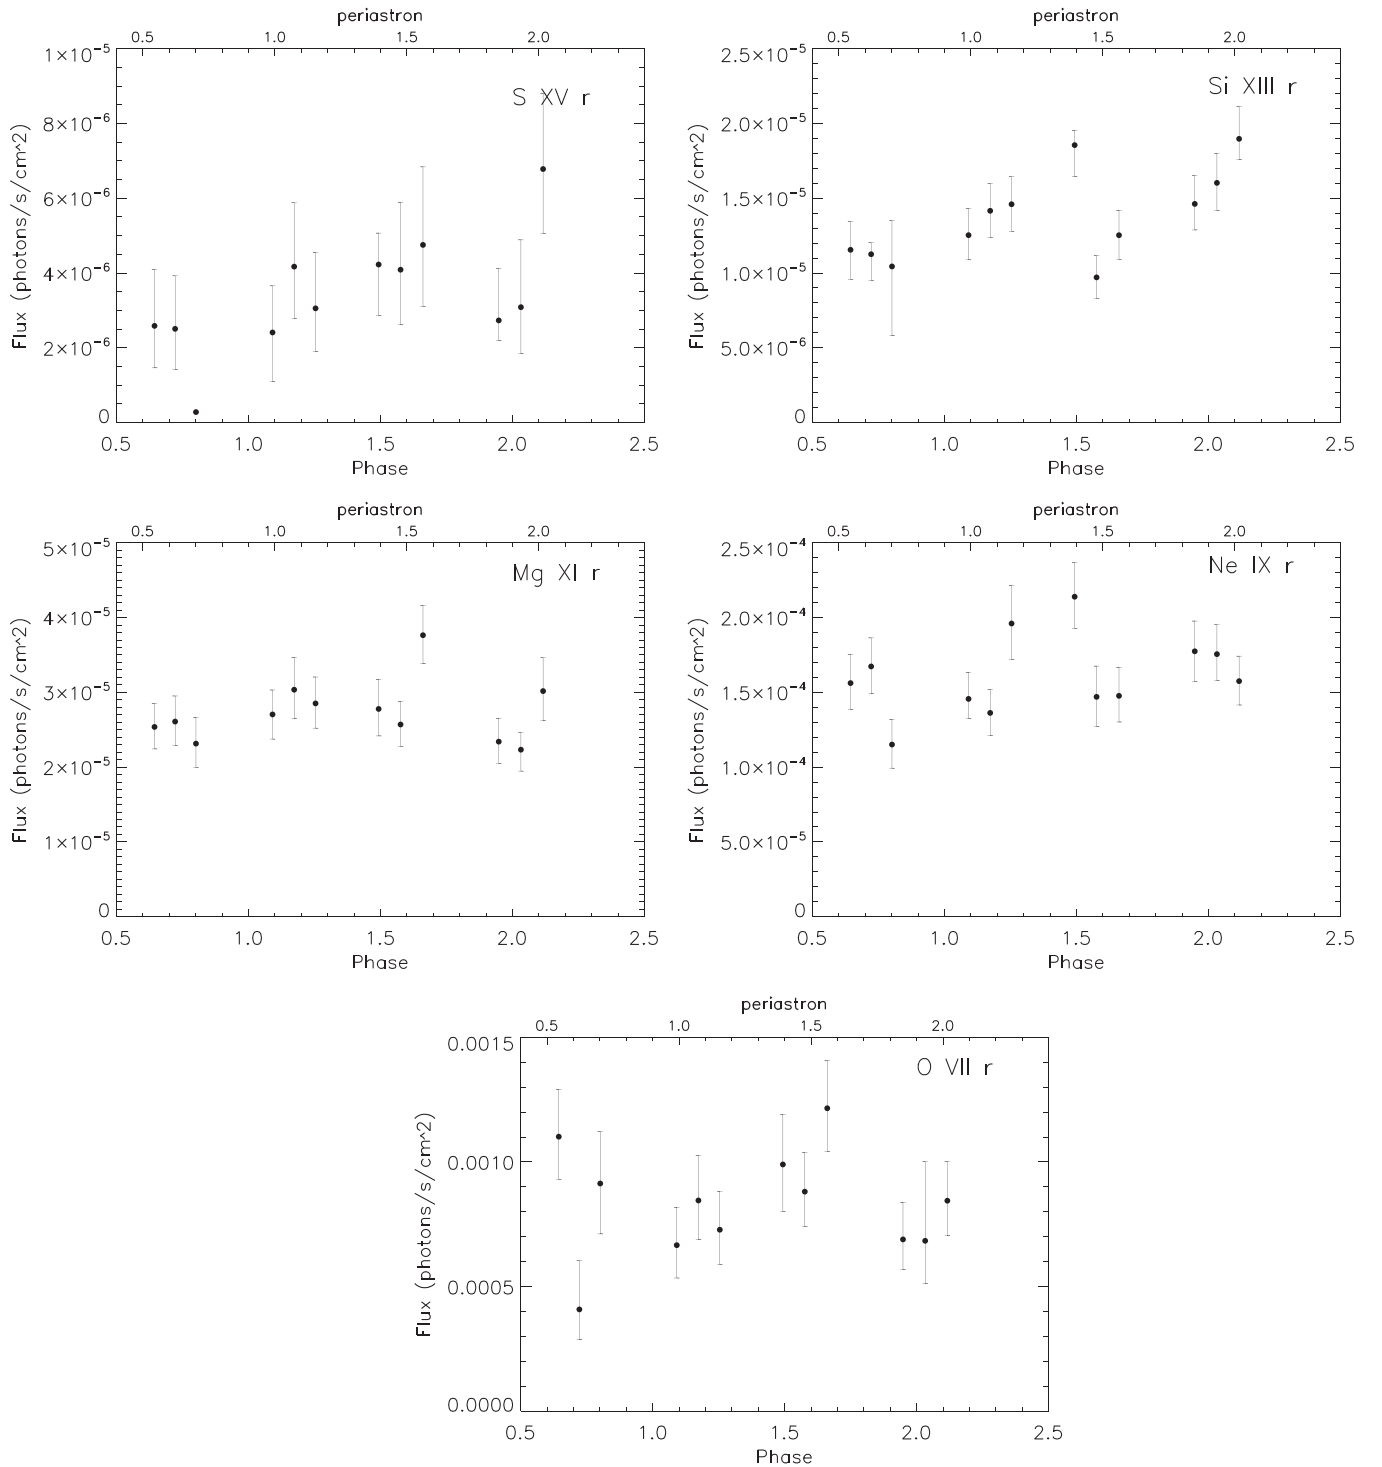 periastron
0.5 1.0 1.5 2.0
S XV r
1×10⁻⁵
8×10⁻⁶
6×10⁻⁶
4×10⁻⁶
2×10⁻⁶
0
Flux (photons/s/cm^2)
0.5 1.0 1.5 2.0 2.5
Phase
periastron
0.5 1.0 1.5 2.0
Si XIII r
2.5×10⁻⁵
2.0×10⁻⁵
1.5×10⁻⁵
1.0×10⁻⁵
5.0×10⁻⁶
0
Flux (photons/s/cm^2)
0.5 1.0 1.5 2.0 2.5
Phase
periastron
0.5 1.0 1.5 2.0
Mg XI r
5×10⁻⁵
4×10⁻⁵
3×10⁻⁵
2×10⁻⁵
1×10⁻⁵
0
Flux (photons/s/cm^2)
0.5 1.0 1.5 2.0 2.5
Phase
periastron
0.5 1.0 1.5 2.0
Ne IX r
2.5×10⁻⁴
2.0×10⁻⁴
1.5×10⁻⁴
1.0×10⁻⁴
5.0×10⁻⁵
0
Flux (photons/s/cm^2)
0.5 1.0 1.5 2.0 2.5
Phase
periastron
0.5 1.0 1.5 2.0
O VII r
0.0015
0.0010
0.0005
0.0000
Flux (photons/s/cm^2)
0.5 1.0 1.5 2.0 2.5
Phase